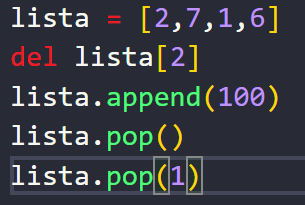 lista = [2,7,1,6]
del lista[2]
lista.append(100)
lista.pop()
lista.pop(1)